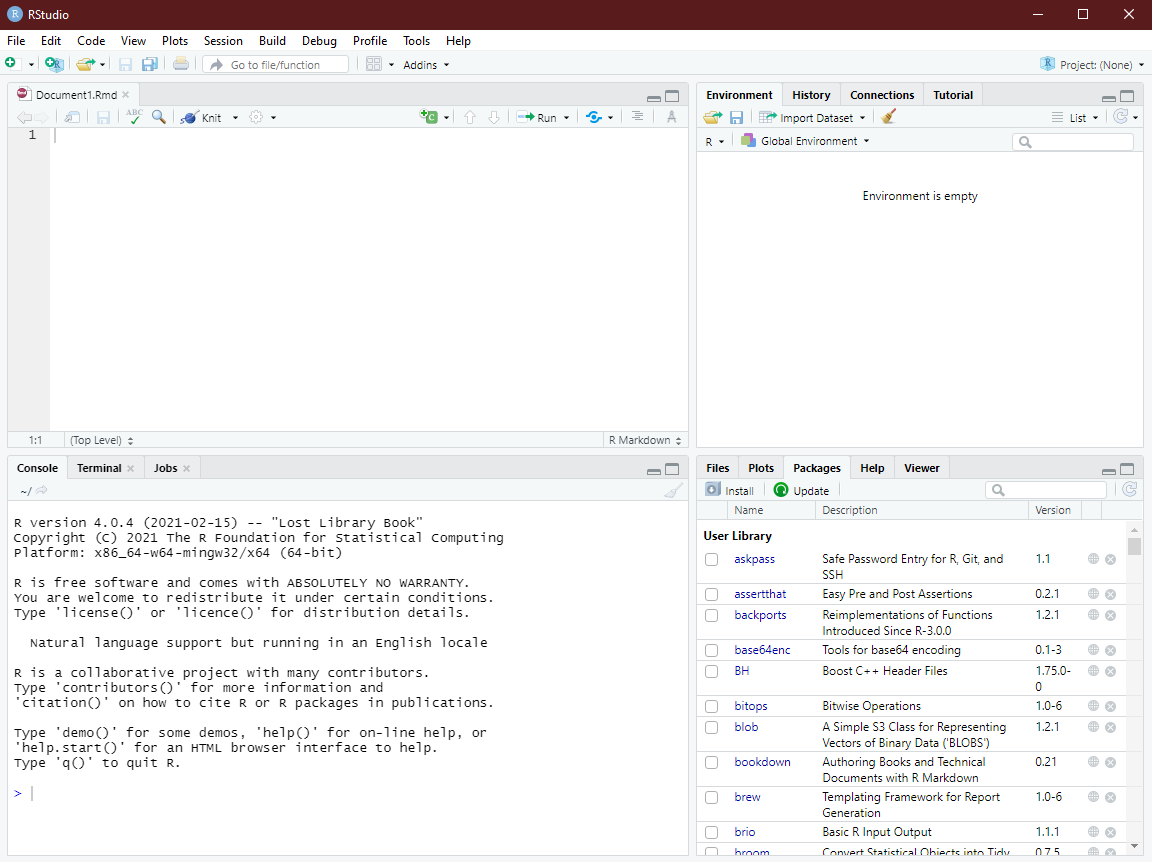 RStudio
File Edit Code View Plots Session Build Debug Profile Tools Help
Go to file/function Addins Project: (None)
Document1.Rmd
ABC Knit Run
1
1:1 (Top Level) R Markdown
Environment History Connections Tutorial
Import Dataset List
R Global Environment
Environment is empty
Console Terminal Jobs
~/
R version 4.0.4 (2021-02-15) -- "Lost Library Book"
Copyright (C) 2021 The R Foundation for Statistical Computing
Platform: x86_64-w64-mingw32/x64 (64-bit)
R is free software and comes with ABSOLUTELY NO WARRANTY.
You are welcome to redistribute it under certain conditions.
Type 'license()' or 'licence()' for distribution details.
Natural language support but running in an English locale
R is a collaborative project with many contributors.
Type 'contributors()' for more information and
'citation()' on how to cite R or R packages in publications.
Type 'demo()' for some demos, 'help()' for on-line help, or
'help.start()' for an HTML browser interface to help.
Type 'q()' to quit R.
>
Files Plots Packages Help Viewer
Install Update
Name Description Version
User Library
askpass Safe Password Entry for R, Git, and 1.1
SSH
assertthat Easy Pre and Post Assertions 0.2.1
backports Reimplementations of Functions 1.2.1
Introduced Since R-3.0.0
base64enc Tools for base64 encoding 0.1-3
BH Boost C++ Header Files 1.75.0-
0
bitops Bitwise Operations 1.0-6
blob A Simple S3 Class for Representing 1.2.1
Vectors of Binary Data ('BLOBS')
bookdown Authoring Books and Technical 0.21
Documents with R Markdown
brew Templating Framework for Report 1.0-6
Generation
brio Basic R Input Output 1.1.1
broom Convert Statistical Objects into Tidy 0.7.5